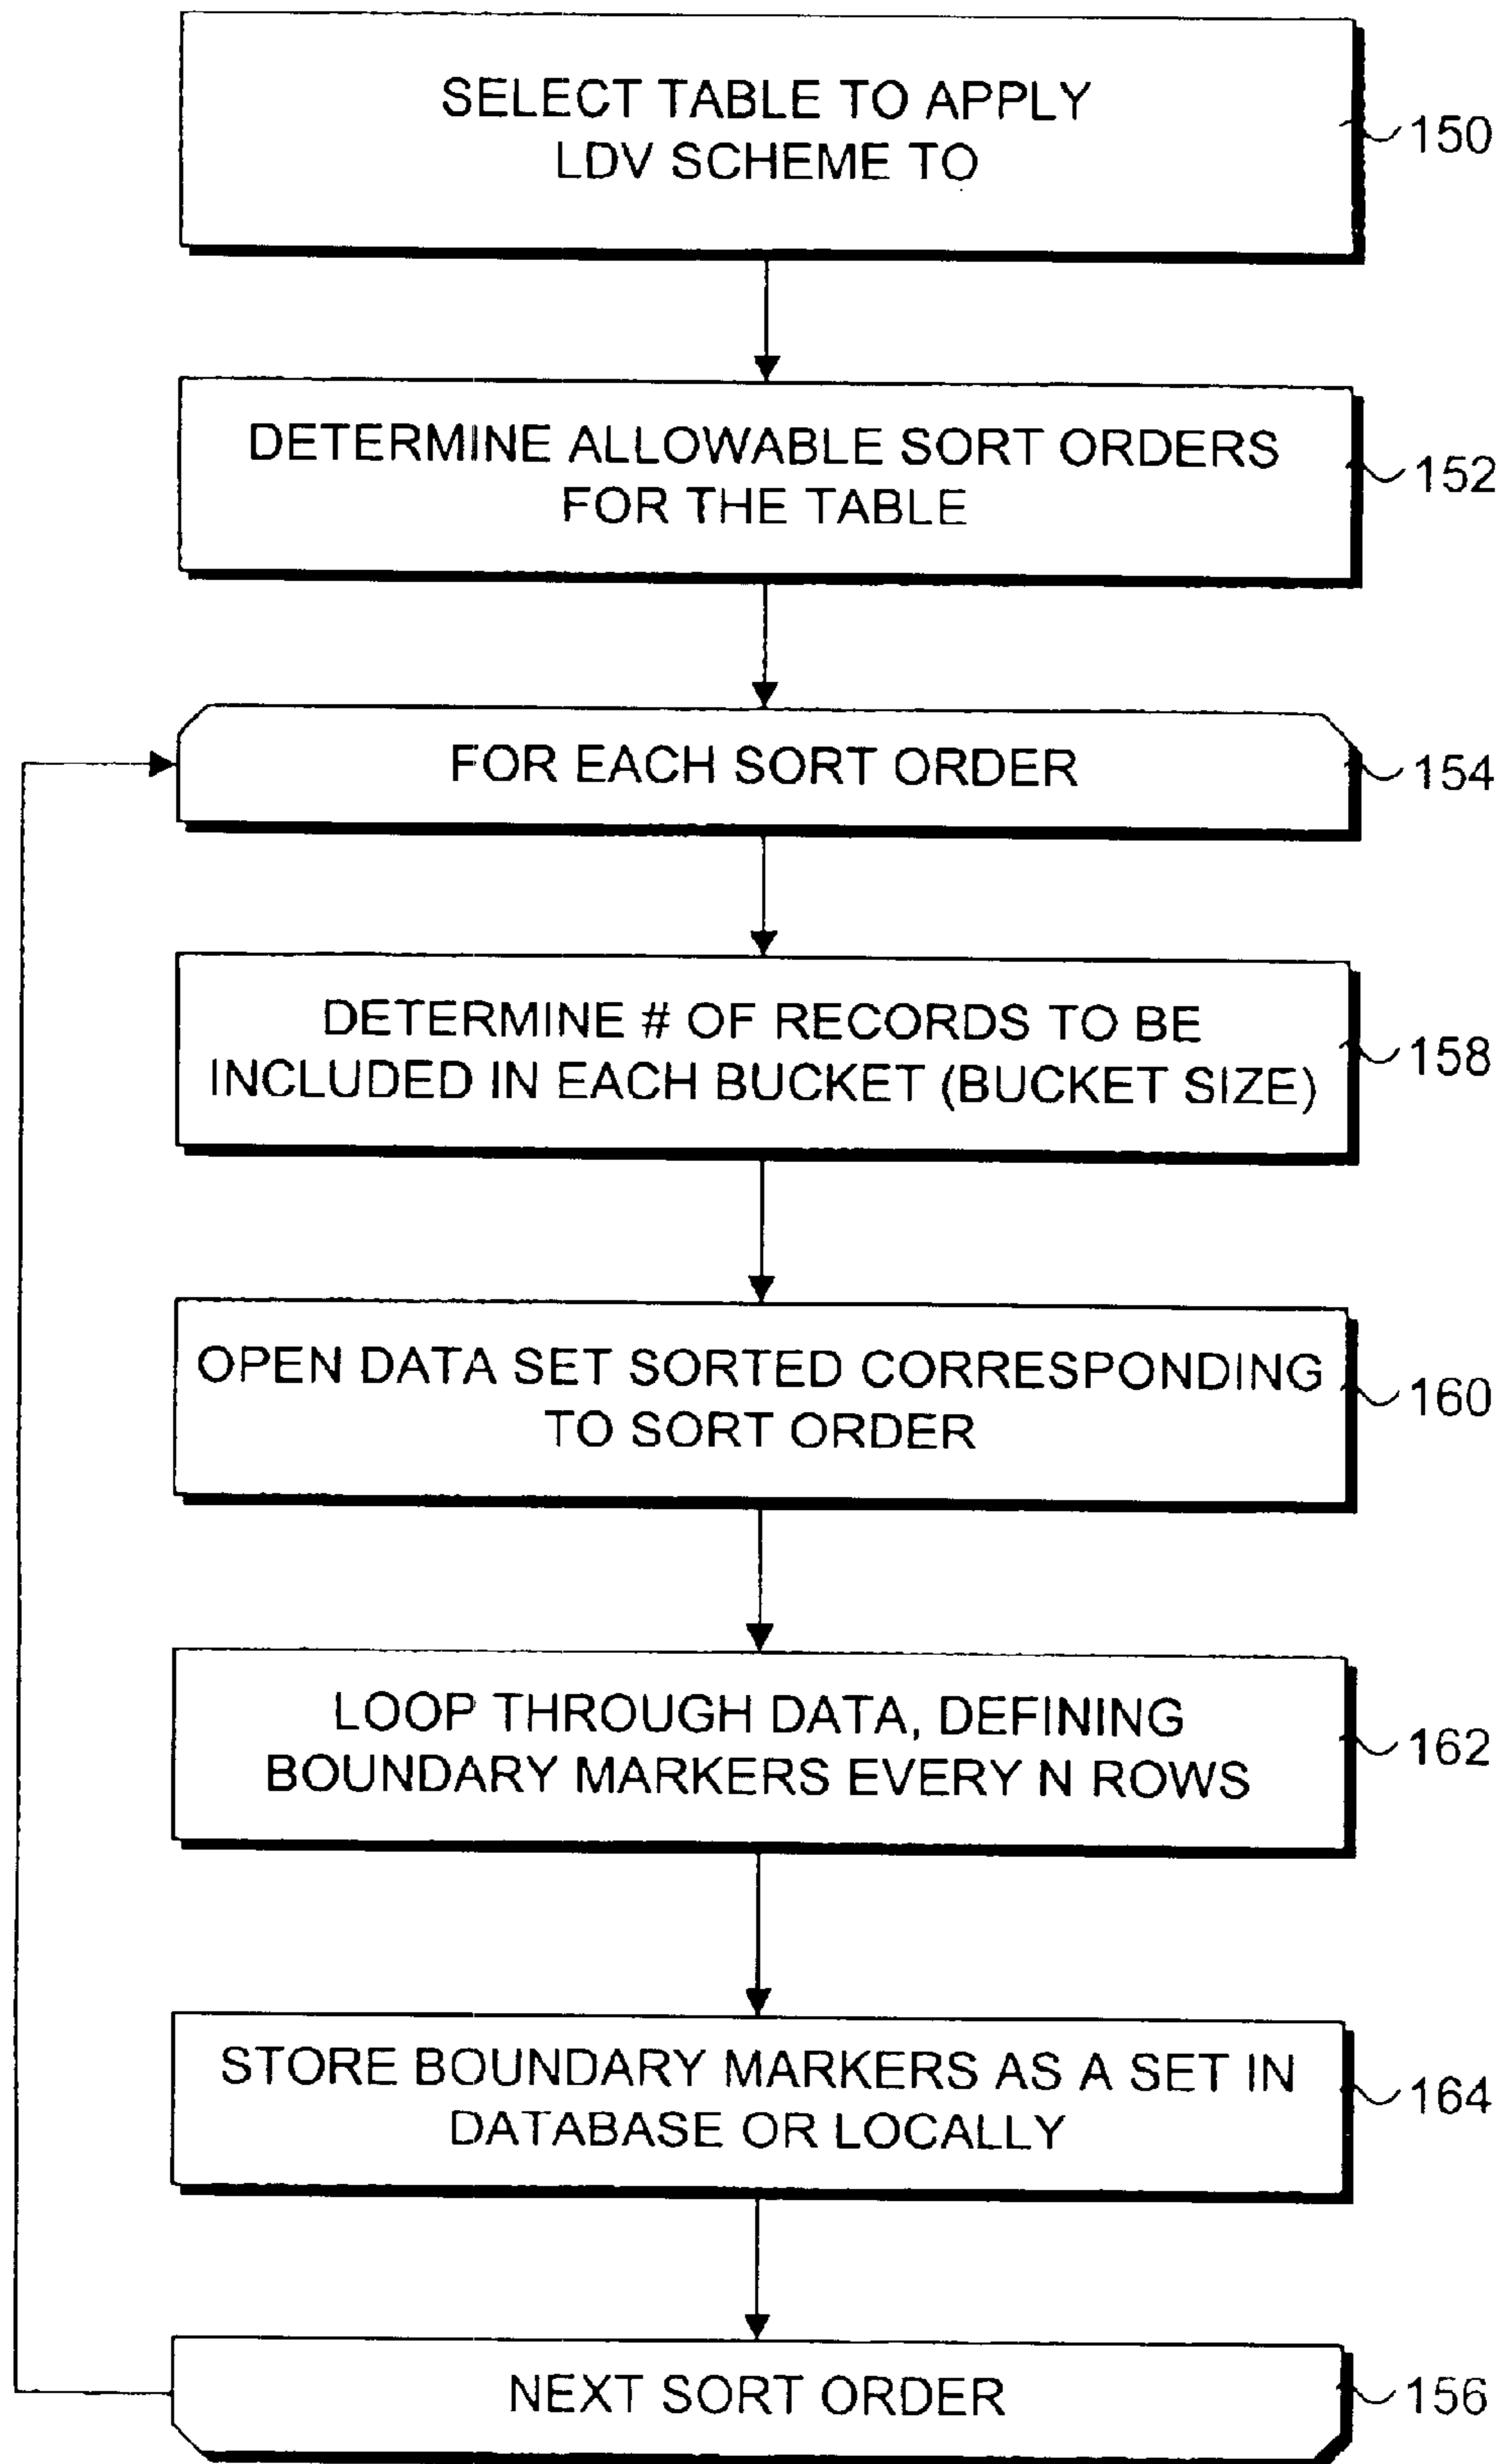 SELECT TABLE TO APPLY
LDV SCHEME TO
150
DETERMINE ALLOWABLE SORT ORDERS
FOR THE TABLE
152
FOR EACH SORT ORDER
154
DETERMINE # OF RECORDS TO BE
INCLUDED IN EACH BUCKET (BUCKET SIZE)
158
OPEN DATA SET SORTED CORRESPONDING
TO SORT ORDER
160
LOOP THROUGH DATA, DEFINING
BOUNDARY MARKERS EVERY N ROWS
162
STORE BOUNDARY MARKERS AS A SET IN
DATABASE OR LOCALLY
164
NEXT SORT ORDER
156